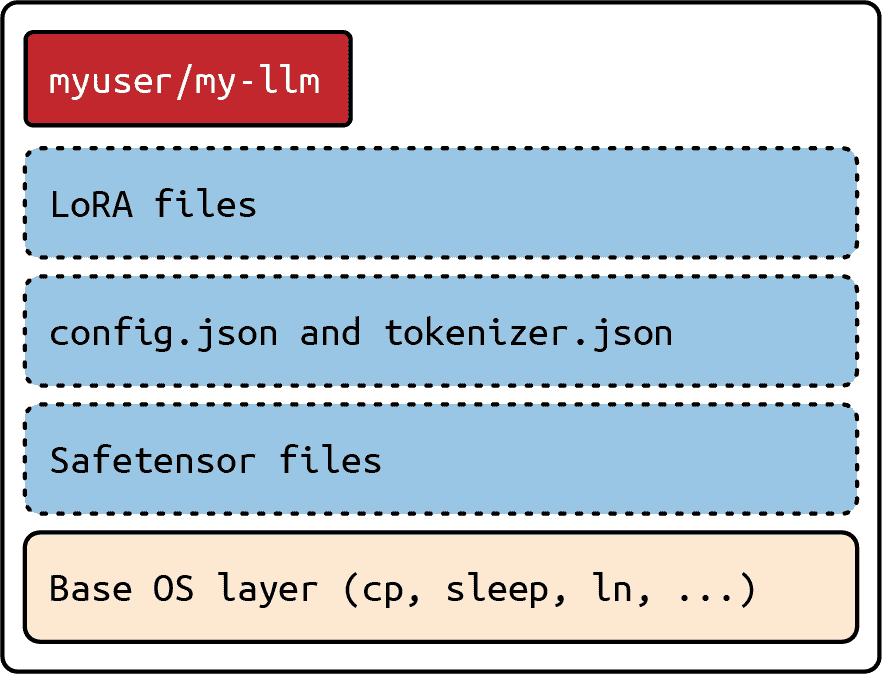 myuser/my-llm
LoRA files
config.json and tokenizer.json
Safetensor files
Base OS layer (cp, sleep, ln, ...)